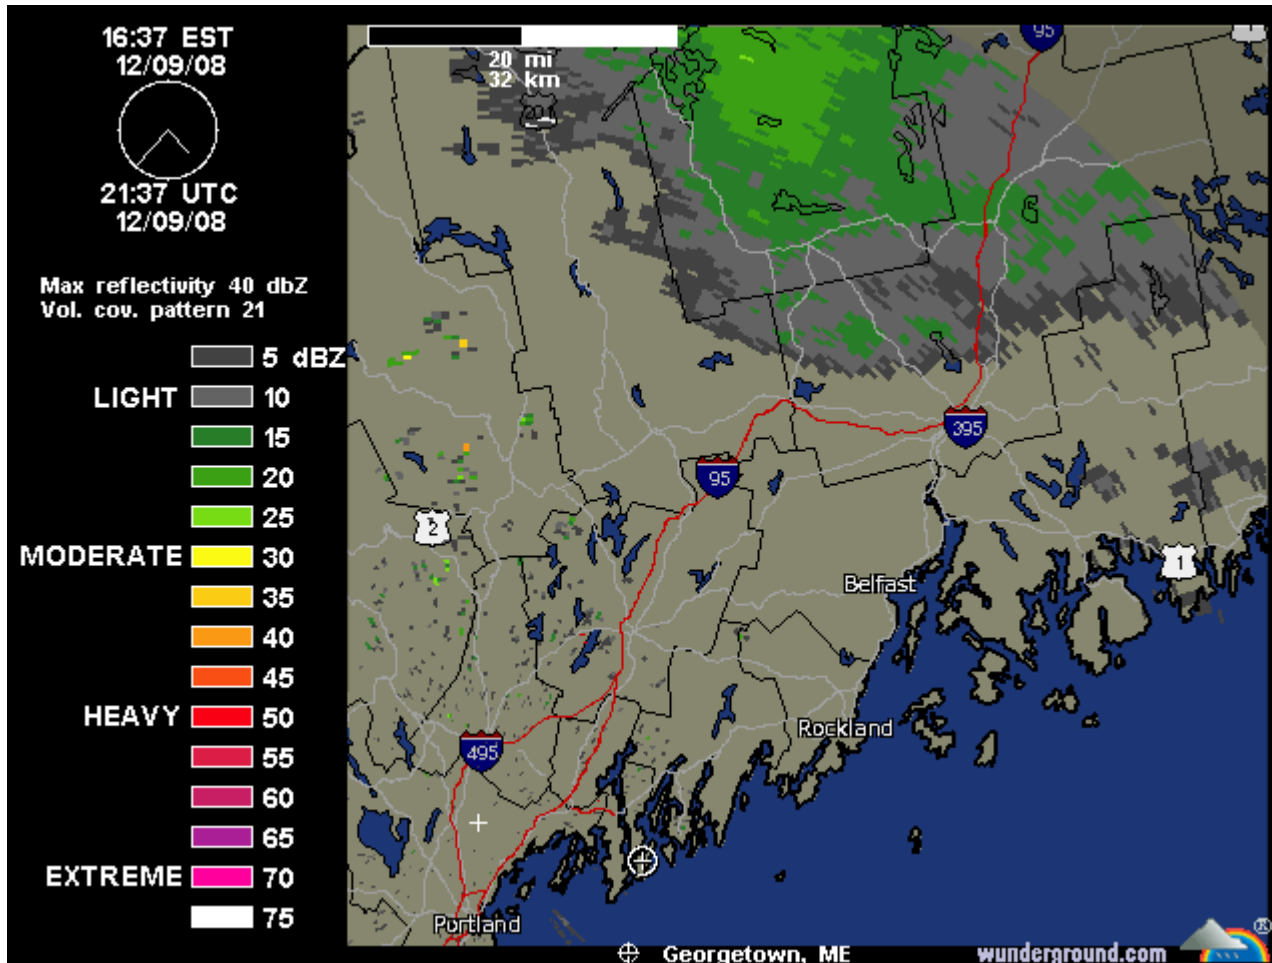 16:37 EST
12/09/08
21:37 UTC
12/09/08
Max reflectivity 40 dbZ
Vol. cov. pattern 21
5 dBZ
LIGHT 10
15
20
25
MODERATE 30
35
40
45
HEAVY 50
55
60
65
EXTREME 70
75
20 mi
32 km
95
201
1
395
95
2
1
Belfast
Rockland
495
Portland
Georgetown, ME
wunderground.com
®